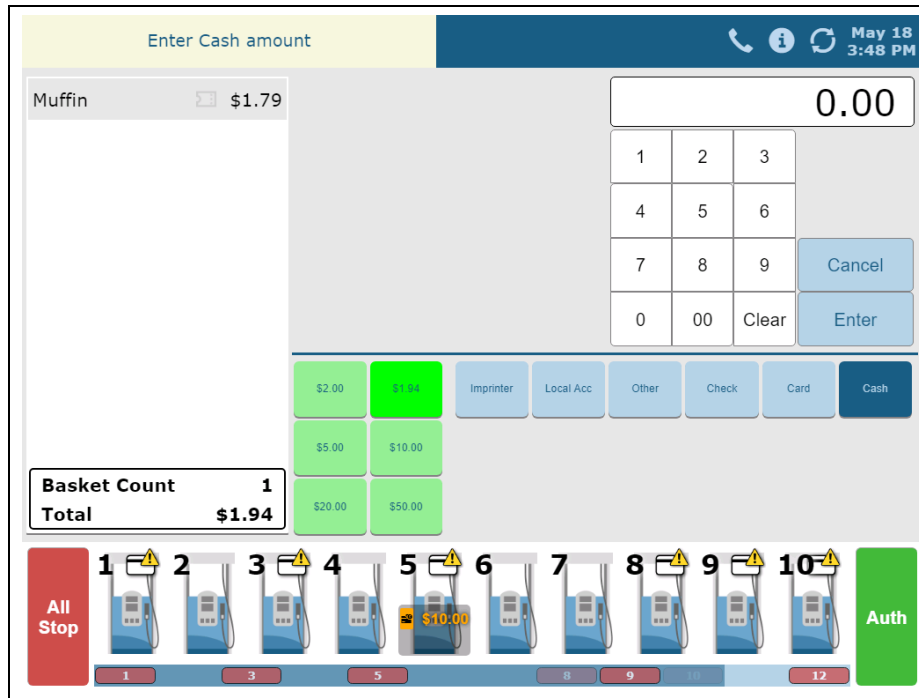 Enter Cash amount
May 18
3:48 PM
Muffin $1.79
0.00
1 2 3
4 5 6
7 8 9 Cancel
0 00 Clear Enter
$2.00 $1.94 Imprinter Local Acc Other Check Card Cash
$5.00 $10.00
$20.00 $50.00
Basket Count 1
Total $1.94
1 2 3 4 5 6 7 8 9 10
$10.00
All
Stop
Auth
1 3 5 8 9 10 12